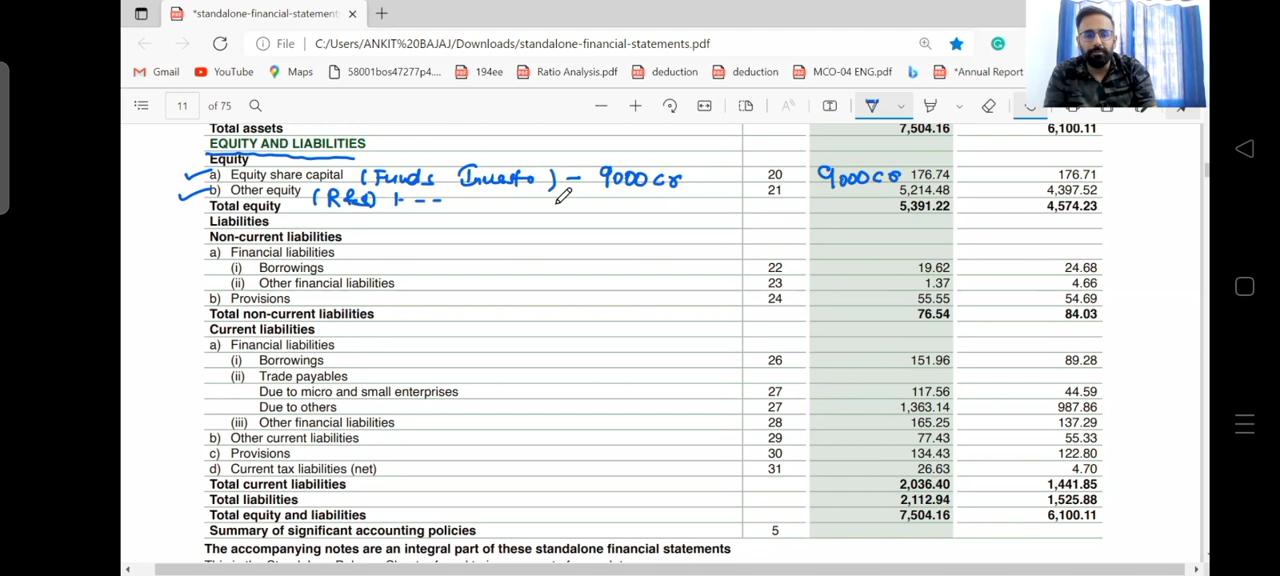 *standalone-financial-statement
File C:/Users/ANKIT%20BAJAJ/Downloads/standalone-financial-statements.pdf
Gmail YouTube Maps 58001bos47277p4.... 194ee Ratio Analysis.pdf deduction deduction MCO-04 ENG.pdf *Annual Report
11 of 75
Total assets 7,504.16 6,100.11
EQUITY AND LIABILITIES
Equity
a) Equity share capital (Funds Investo) - 9000 cr 20 9000 cr 176.74 176.71
b) Other equity 21 5,214.48 4,397.52
(R&S) + --
Total equity 5,391.22 4,574.23
Liabilities
Non-current liabilities
a) Financial liabilities
(i) Borrowings 22 19.62 24.68
(ii) Other financial liabilities 23 1.37 4.66
b) Provisions 24 55.55 54.69
Total non-current liabilities 76.54 84.03
Current liabilities
a) Financial liabilities
(i) Borrowings 26 151.96 89.28
(ii) Trade payables
Due to micro and small enterprises 27 117.56 44.59
Due to others 27 1,363.14 987.86
(iii) Other financial liabilities 28 165.25 137.29
b) Other current liabilities 29 77.43 55.33
c) Provisions 30 134.43 122.80
d) Current tax liabilities (net) 31 26.63 4.70
Total current liabilities 2,036.40 1,441.85
Total liabilities 2,112.94 1,525.88
Total equity and liabilities 7,504.16 6,100.11
Summary of significant accounting policies 5
The accompanying notes are an integral part of these standalone financial statements